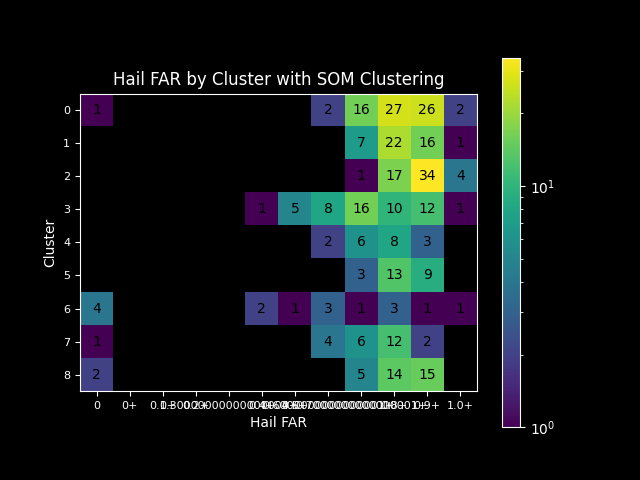 Hail FAR by Cluster with SOM Clustering
0 1 2 16 27 26 2
1 7 22 16 1
2 1 17 34 4
3 1 5 8 16 10 12 1
4 2 6 8 3
5 3 13 9
6 4 2 1 3 1 3 1 1
7 1 4 6 12 2
8 2 5 14 15
0 0+ 0.9+ 1.0+
Hail FAR
Cluster
10¹
10⁰